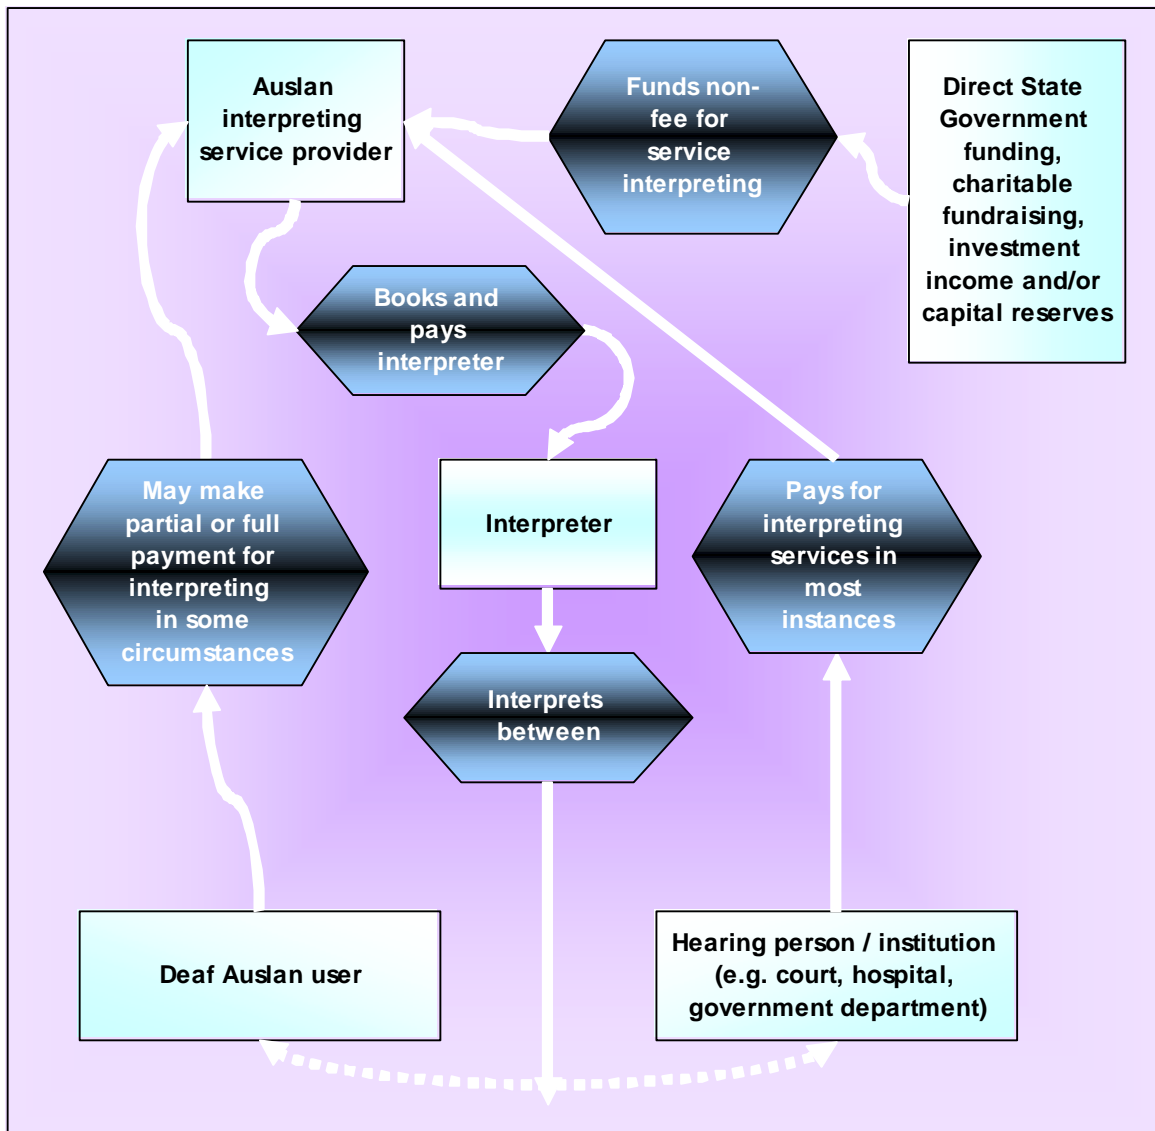 Auslan
interpreting
service provider
Funds non-
fee for
service
interpreting
Direct State
Government
funding,
charitable
fundraising,
investment
income and/or
capital reserves
Books and
pays
interpreter
May make
partial or full
payment for
interpreting
in some
circumstances
Interpreter
Pays for
interpreting
services in
most
instances
Interprets
between
Deaf Auslan user
Hearing person / institution
(e.g. court, hospital,
government department)